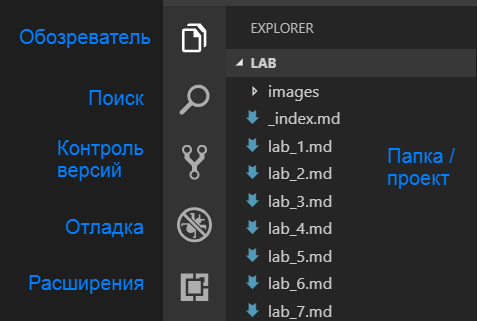 Обозреватель
Поиск
Контроль
версий
Отладка
Расширения
EXPLORER
LAB
images
_index.md
lab_1.md
lab_2.md
lab_3.md
lab_4.md
lab_5.md
lab_6.md
lab_7.md
Папка /
проект